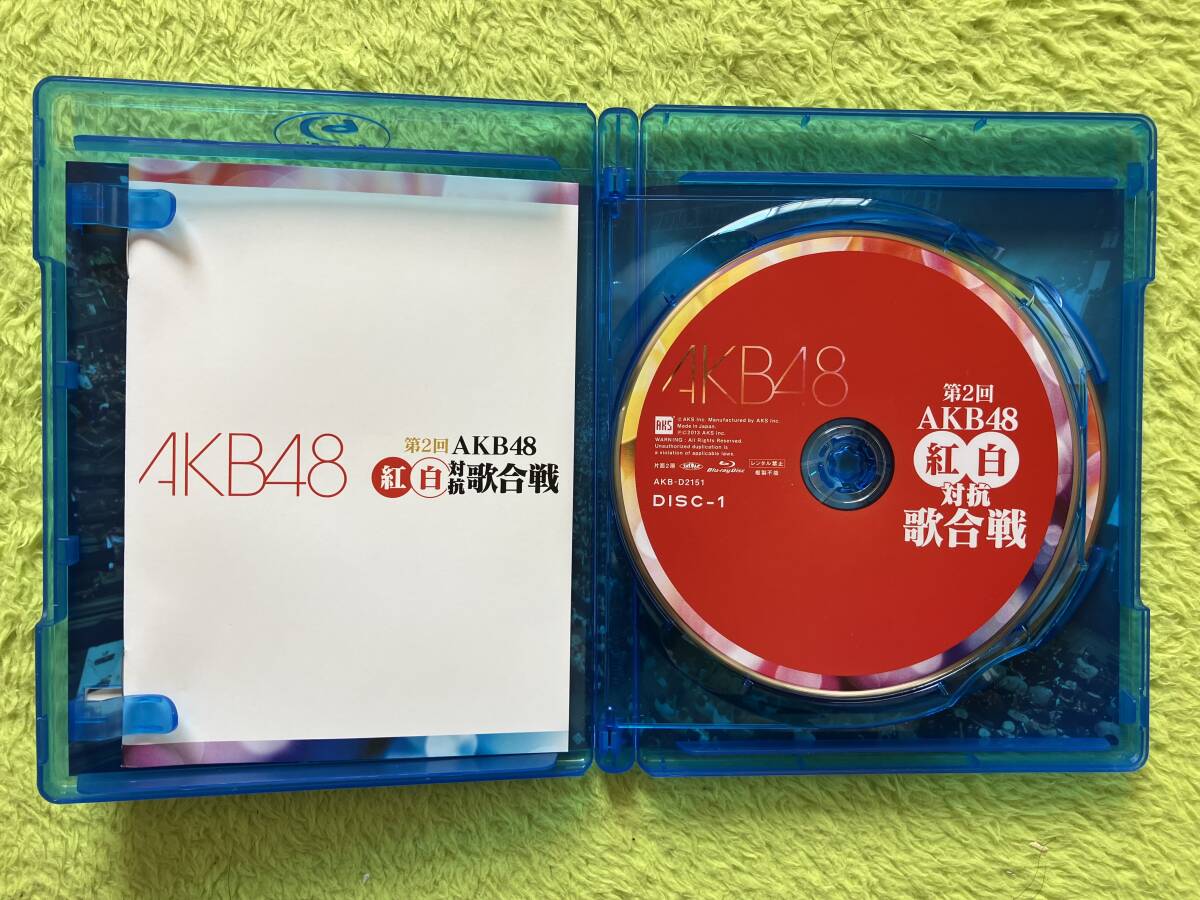 AKB48
第2回 AKB48
紅白対抗歌合戦
AKB48
AKS
© AKS Inc. Manufactured by AKS Inc.
Made in Japan.
℗©2013 AKS Inc.
WARNING : All Rights Reserved.
Unauthorized duplication is
a violation of applicable laws.
片面2層
Blu-ray Disc
レンタル禁止
複製不能
AKB-D2151
DISC-1
第2回
AKB48
紅白
対抗
歌合戦